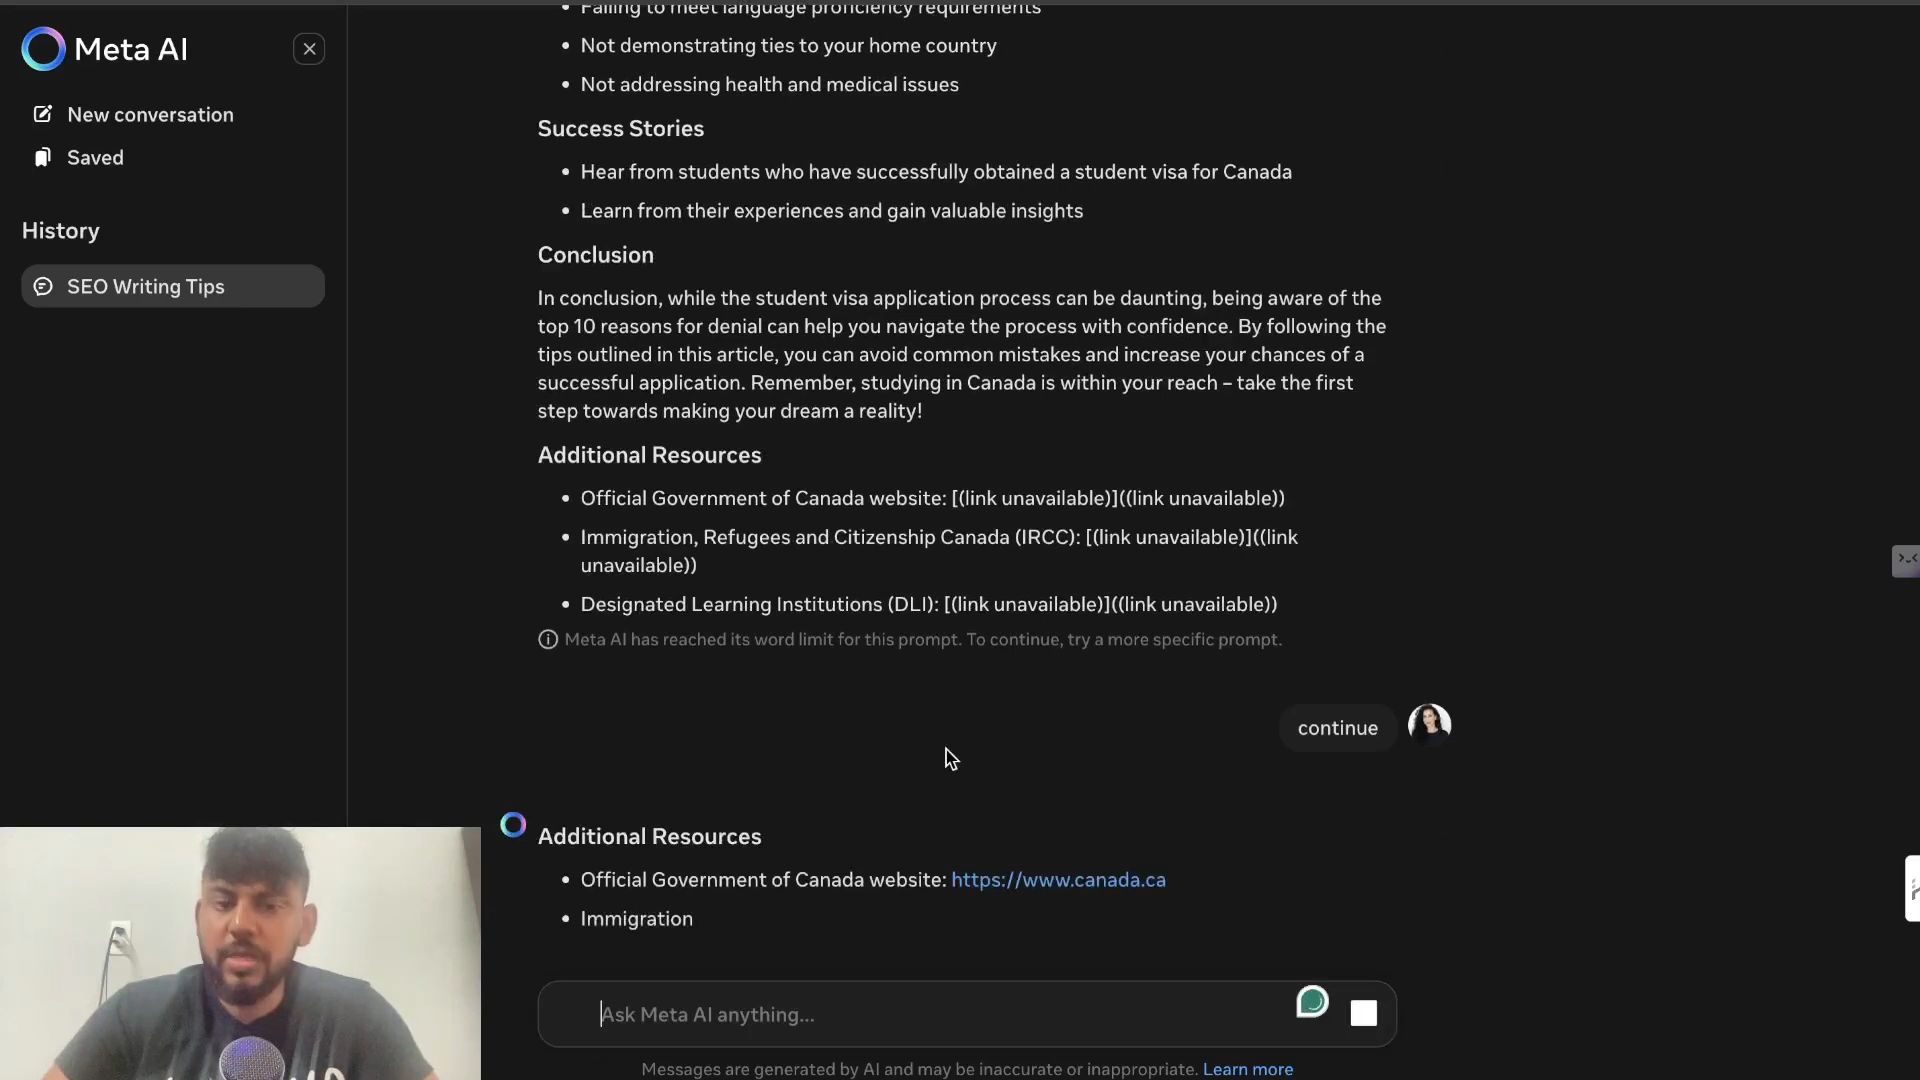 Meta AI
New conversation
Saved
History
SEO Writing Tips
• Failing to meet language proficiency requirements
• Not demonstrating ties to your home country
• Not addressing health and medical issues
Success Stories
• Hear from students who have successfully obtained a student visa for Canada
• Learn from their experiences and gain valuable insights
Conclusion
In conclusion, while the student visa application process can be daunting, being aware of the
top 10 reasons for denial can help you navigate the process with confidence. By following the
tips outlined in this article, you can avoid common mistakes and increase your chances of a
successful application. Remember, studying in Canada is within your reach – take the first
step towards making your dream a reality!
Additional Resources
• Official Government of Canada website: [(link unavailable)]((link unavailable))
• Immigration, Refugees and Citizenship Canada (IRCC): [(link unavailable)]((link
unavailable))
• Designated Learning Institutions (DLI): [(link unavailable)]((link unavailable))
Meta AI has reached its word limit for this prompt. To continue, try a more specific prompt.
continue
Additional Resources
• Official Government of Canada website: https://www.canada.ca
• Immigration
Ask Meta AI anything...
Messages are generated by AI and may be inaccurate or inappropriate. Learn more